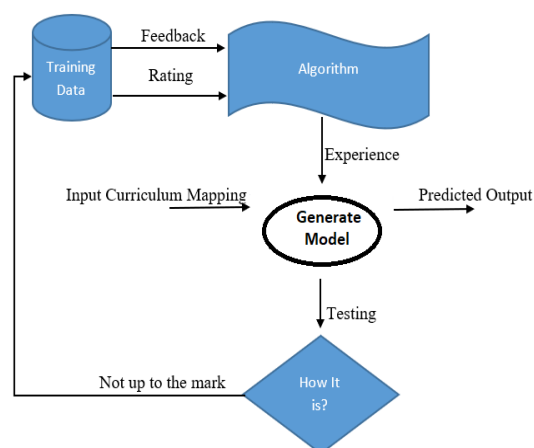 Feedback
Training
Data
Algorithm
Rating
Experience
Input Curriculum Mapping
Predicted Output
Generate
Model
Testing
Not up to the mark
How It
is?